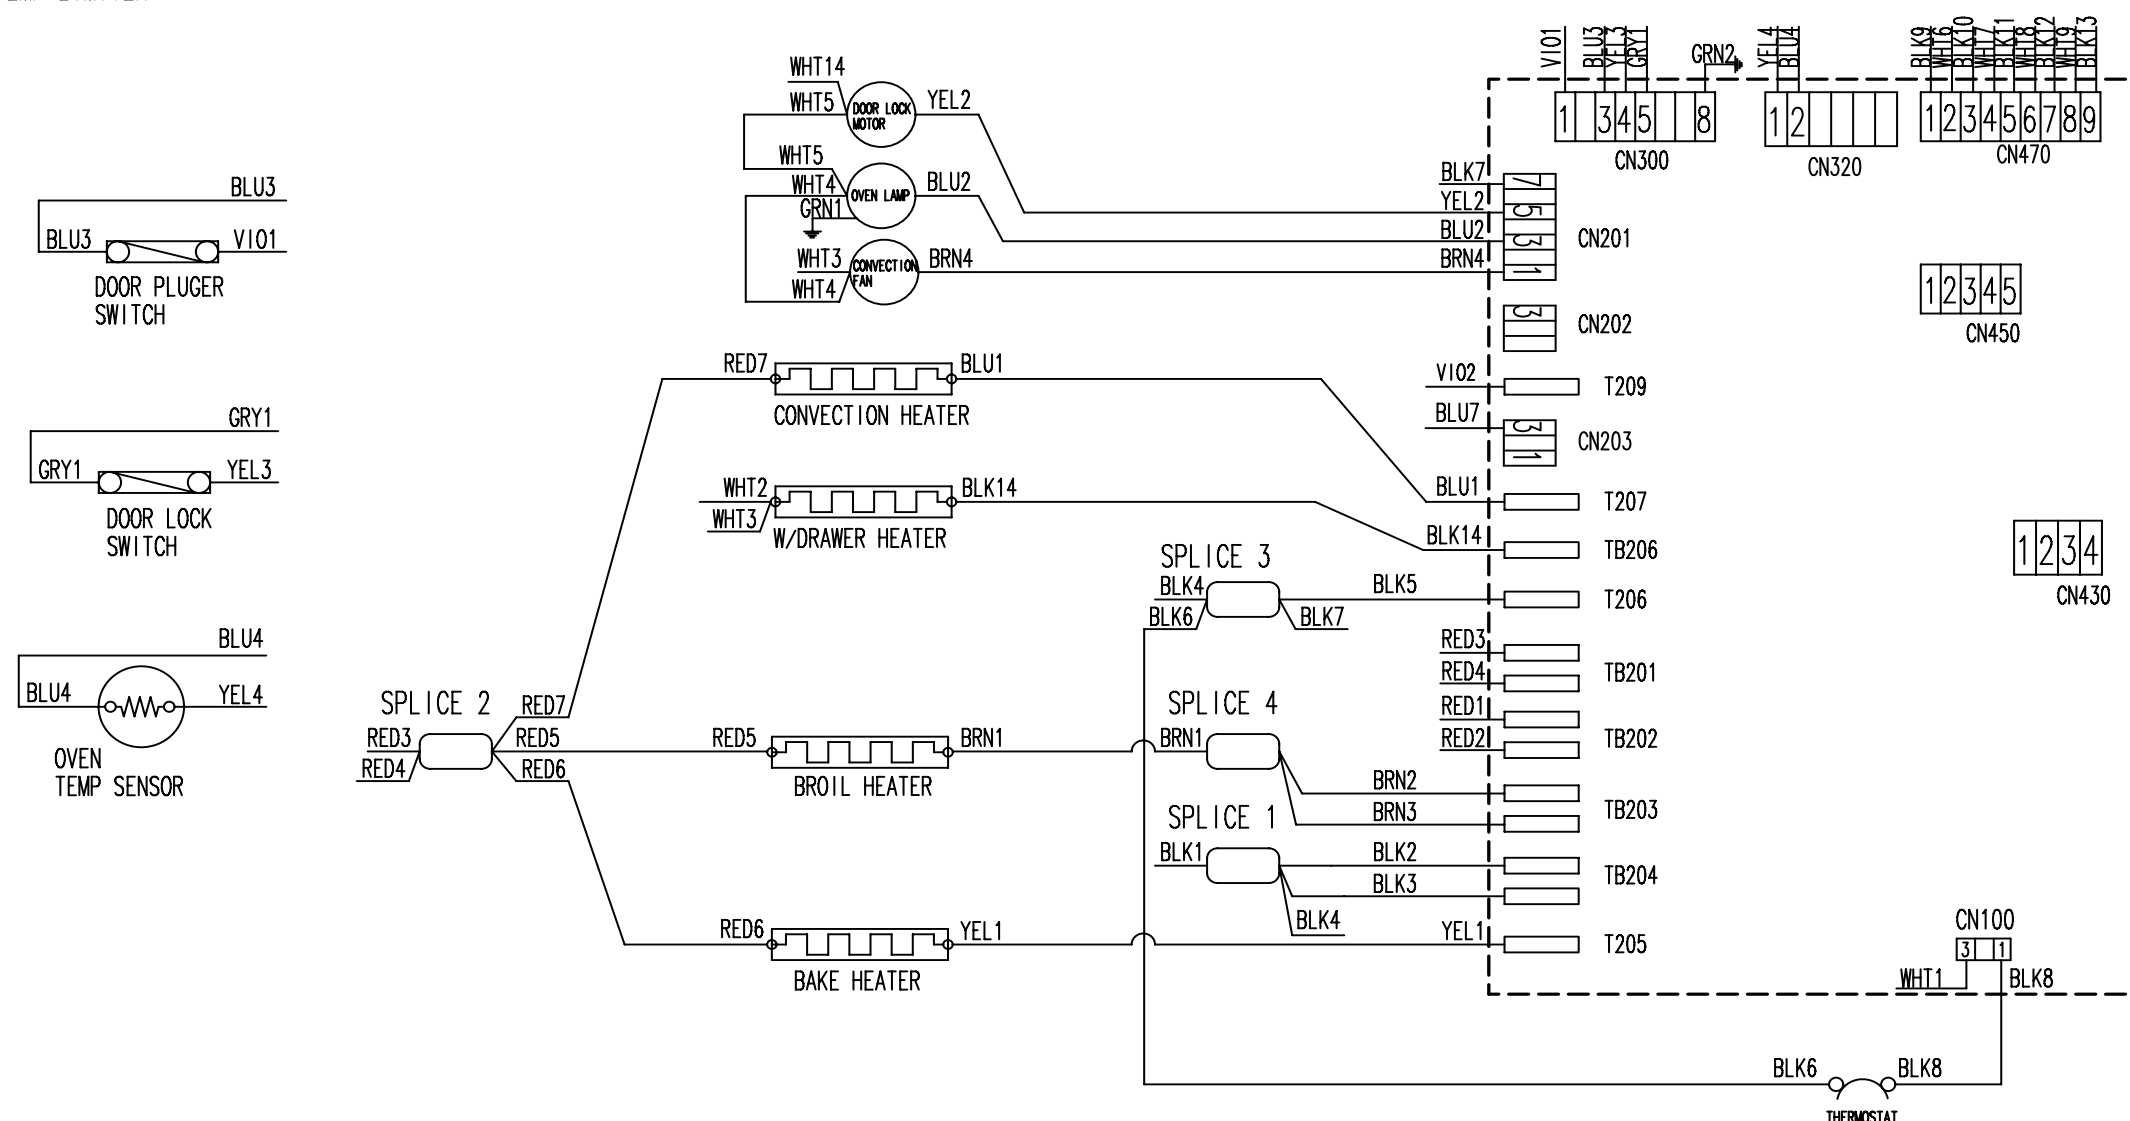 VIO1
BLU3
YEL3
GRY1
GRN2
YEL4
BLU4
BLK9
WHT6
BLK10
WHT7
BLK11
WHT8
BLK12
WHT9
BLK13
1 3 4 5 8
CN300
1 2
CN320
1 2 3 4 5 6 7 8 9
CN470
WHT14
WHT5
DOOR LOCK
MOTOR
YEL2
WHT5
WHT4
GRN1
OVEN LAMP
BLU2
WHT3
CONVECTION
FAN
BRN4
WHT4
BLK7
YEL2
BLU2
BRN4
7
5
3
1
CN201
BLU3
BLU3
VIO1
DOOR PLUGER
SWITCH
3
CN202
1 2 3 4 5
CN450
RED7
BLU1
CONVECTION HEATER
VIO2
T209
BLU7
3
1
CN203
GRY1
GRY1
YEL3
DOOR LOCK
SWITCH
WHT2
WHT3
BLK14
W/DRAWER HEATER
BLU1
T207
BLK14
TB206
1 2 3 4
CN430
SPLICE 3
BLK4
BLK6
BLK5
BLK7
T206
BLU4
BLU4
YEL4
OVEN
TEMP SENSOR
RED3
RED4
TB201
RED1
RED2
TB202
SPLICE 2
RED3
RED4
RED7
RED5
RED6
RED5
BRN1
BROIL HEATER
SPLICE 4
BRN1
BRN2
BRN3
TB203
SPLICE 1
BLK1
BLK2
BLK3
BLK4
TB204
RED6
YEL1
BAKE HEATER
YEL1
T205
CN100
3 1
WHT1
BLK8
BLK6
BLK8
THERMOSTAT